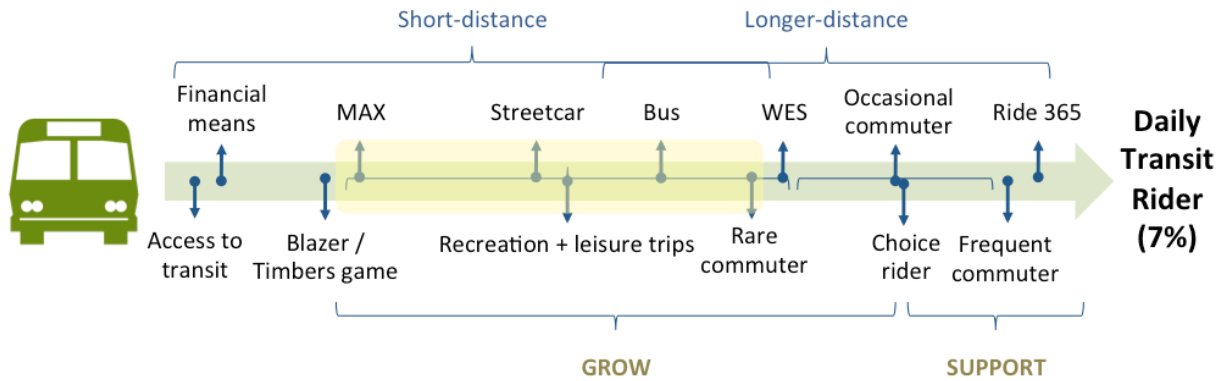 Short-distance
Longer-distance
Financial
means
MAX
Streetcar
Bus
WES
Occasional
commuter
Ride 365
Daily
Transit
Rider
(7%)
Access to
transit
Blazer /
Timbers game
Recreation + leisure trips
Rare
commuter
Choice
rider
Frequent
commuter
GROW
SUPPORT